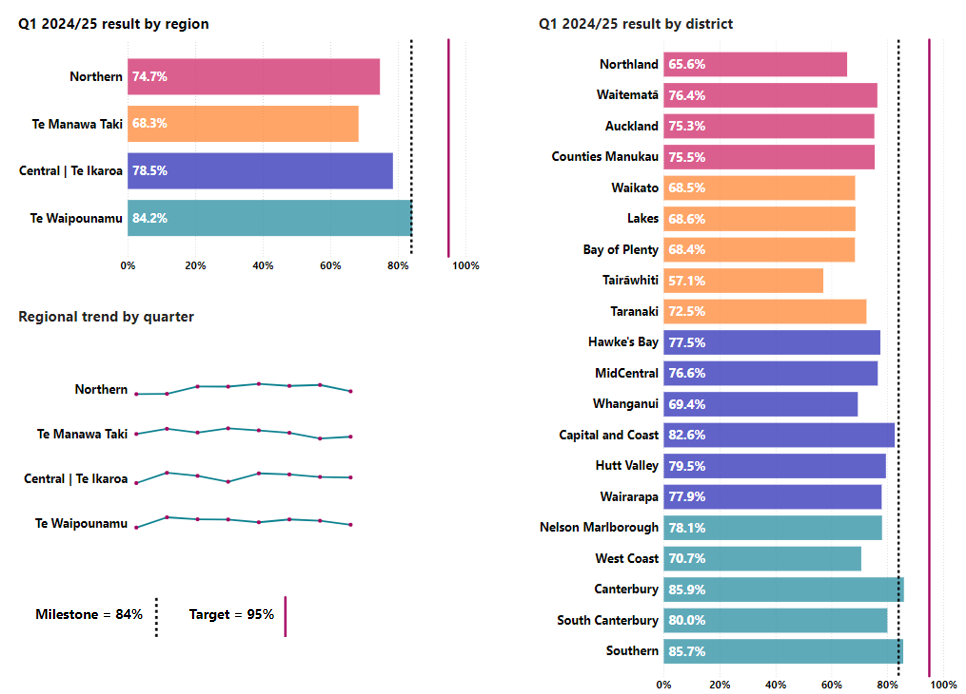 Q1 2024/25 result by region
Northern 74.7%
Te Manawa Taki 68.3%
Central | Te Ikaroa 78.5%
Te Waipounamu 84.2%
0% 20% 40% 60% 80% 100%
Regional trend by quarter
Northern
Te Manawa Taki
Central | Te Ikaroa
Te Waipounamu
Milestone = 84% Target = 95%
Q1 2024/25 result by district
Northland 65.6%
Waitematā 76.4%
Auckland 75.3%
Counties Manukau 75.5%
Waikato 68.5%
Lakes 68.6%
Bay of Plenty 68.4%
Tairāwhiti 57.1%
Taranaki 72.5%
Hawke's Bay 77.5%
MidCentral 76.6%
Whanganui 69.4%
Capital and Coast 82.6%
Hutt Valley 79.5%
Wairarapa 77.9%
Nelson Marlborough 78.1%
West Coast 70.7%
Canterbury 85.9%
South Canterbury 80.0%
Southern 85.7%
0% 20% 40% 60% 80% 100%